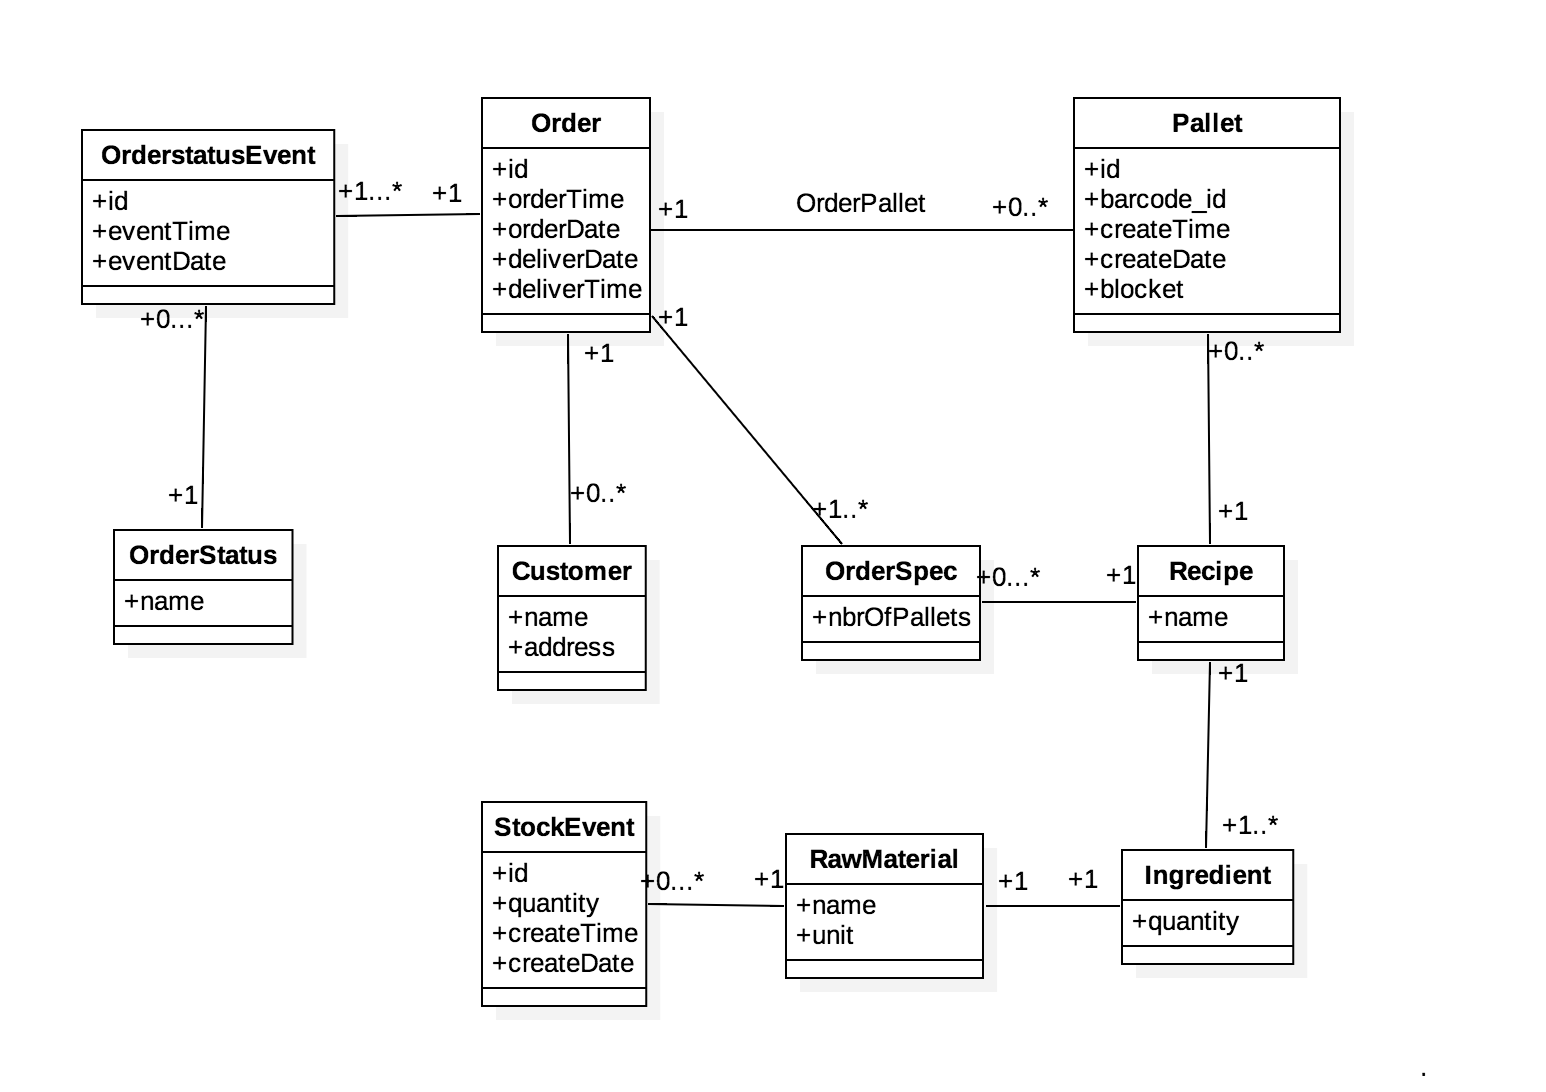 OrderstatusEvent
+id
+eventTime
+eventDate
+1...*
+1
Order
+id
+orderTime
+orderDate
+deliverDate
+deliverTime
+1
OrderPallet
+0..*
Pallet
+id
+barcode_id
+createTime
+createDate
+blocket
+0...*
+1
+1
+1
+0..*
+0..*
+1..*
+1
+1
OrderStatus
+name
Customer
+name
+address
OrderSpec
+nbrOfPallets
+0...*
+1
Recipe
+name
+1
+1..*
StockEvent
+id
+quantity
+createTime
+createDate
+0...*
+1
RawMaterial
+name
+unit
+1
+1
Ingredient
+quantity
.